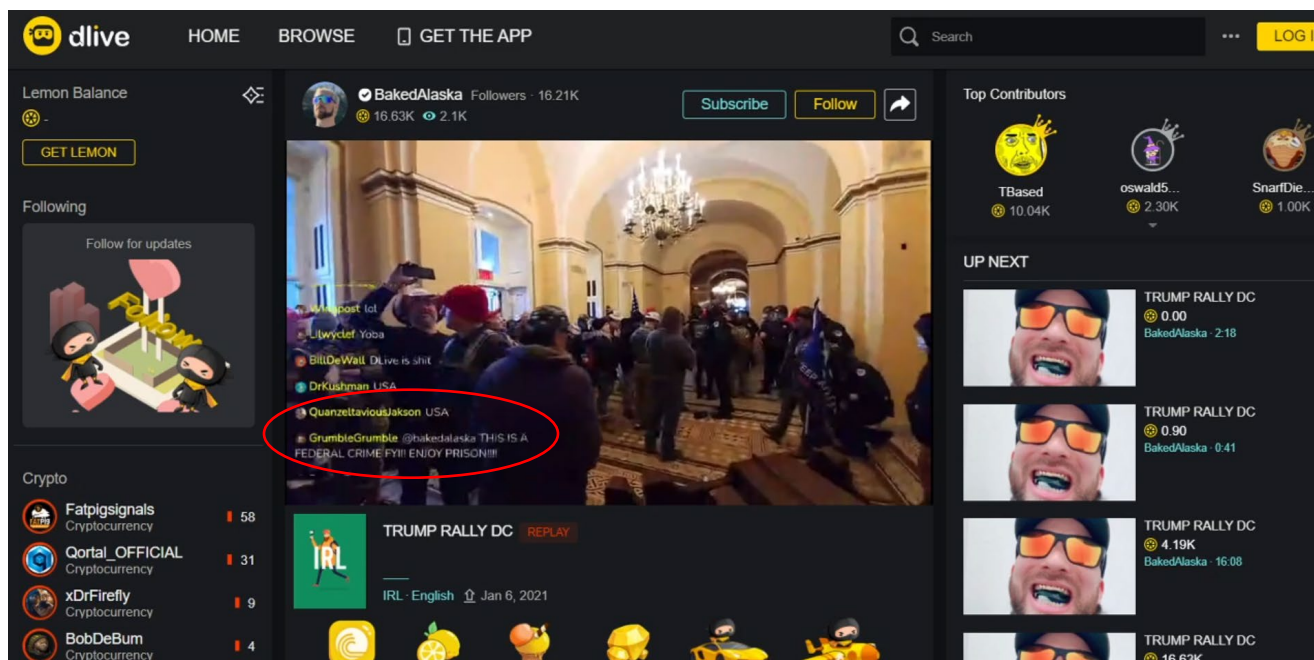 dlive
HOME
BROWSE
GET THE APP
Search
LOG I
Lemon Balance
-
GET LEMON
Following
Follow for updates
Follow
Crypto
Fatpigsignals
Cryptocurrency
58
Qortal_OFFICIAL
Cryptocurrency
31
xDrFirefly
Cryptocurrency
9
BobDeBum
Cryptocurrency
4
BakedAlaska Followers · 16.21K
16.63K 2.1K
Subscribe
Follow
lol
Lilwyclef Yoba
BillDeWall DLive is shit
DrKushman USA
QuanzeltaviousJakson USA
GrumbleGrumble @bakedalaska THIS IS A
FEDERAL CRIME FYI!! ENJOY PRISON!!!!
IRL
TRUMP RALLY DC REPLAY
IRL · English Jan 6, 2021
Top Contributors
TBased
10.04K
oswald5...
2.30K
SnarfDie...
1.00K
UP NEXT
TRUMP RALLY DC
0.00
BakedAlaska · 2:18
TRUMP RALLY DC
0.90
BakedAlaska · 0:41
TRUMP RALLY DC
4.19K
BakedAlaska · 16:08
TRUMP RALLY DC
16.63K